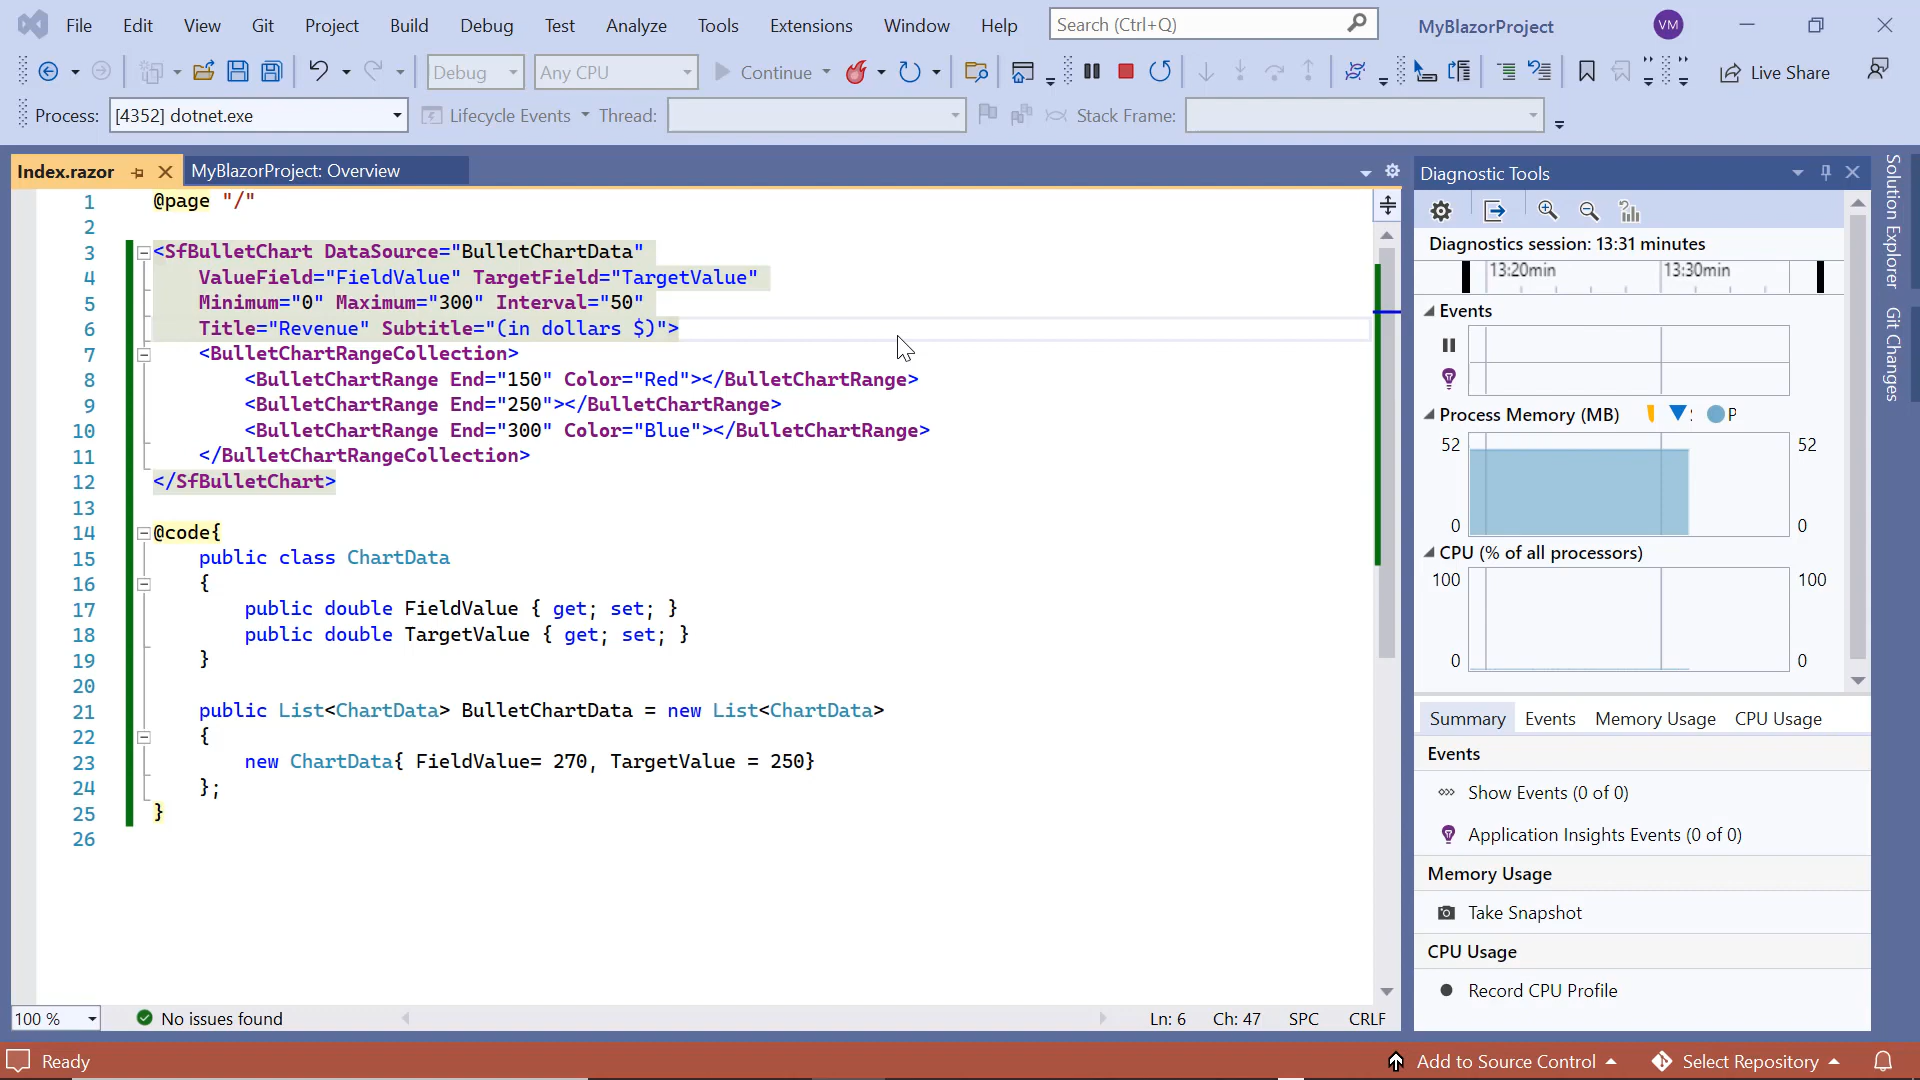 File Edit View Git Project Build Debug Test Analyze Tools Extensions Window Help Search (Ctrl+Q) MyBlazorProject VM
Debug Any CPU Continue Live Share
Process: [4352] dotnet.exe Lifecycle Events Thread: Stack Frame:
Index.razor MyBlazorProject: Overview
1 @page "/"
2
3 <SfBulletChart DataSource="BulletChartData"
4 ValueField="FieldValue" TargetField="TargetValue"
5 Minimum="0" Maximum="300" Interval="50"
6 Title="Revenue" Subtitle="(in dollars $)">
7 <BulletChartRangeCollection>
8 <BulletChartRange End="150" Color="Red"></BulletChartRange>
9 <BulletChartRange End="250"></BulletChartRange>
10 <BulletChartRange End="300" Color="Blue"></BulletChartRange>
11 </BulletChartRangeCollection>
12 </SfBulletChart>
13
14 @code{
15 public class ChartData
16 {
17 public double FieldValue { get; set; }
18 public double TargetValue { get; set; }
19 }
20
21 public List<ChartData> BulletChartData = new List<ChartData>
22 {
23 new ChartData{ FieldValue= 270, TargetValue = 250}
24 };
25 }
26
100 % No issues found Ln: 6 Ch: 47 SPC CRLF
Diagnostic Tools
Diagnostics session: 13:31 minutes
13:20min 13:30min
Events
Process Memory (MB) P
52 52
0 0
CPU (% of all processors)
100 100
0 0
Summary Events Memory Usage CPU Usage
Events
Show Events (0 of 0)
Application Insights Events (0 of 0)
Memory Usage
Take Snapshot
CPU Usage
Record CPU Profile
Solution Explorer
Git Changes
Ready Add to Source Control Select Repository